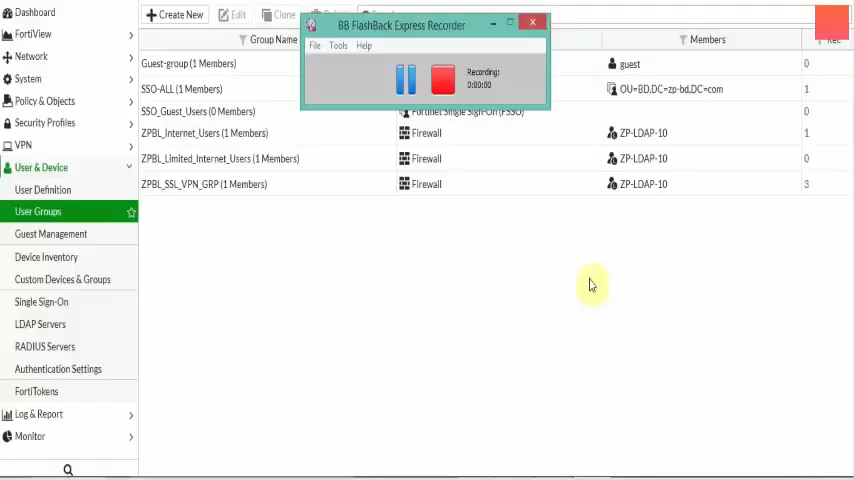 Dashboard
FortiView
Network
System
Policy & Objects
Security Profiles
VPN
User & Device
User Definition
User Groups
Guest Management
Device Inventory
Custom Devices & Groups
Single Sign-On
LDAP Servers
RADIUS Servers
Authentication Settings
FortiTokens
Log & Report
Monitor
Create New
Edit
Clone
BB FlashBack Express Recorder
File Tools Help
Recording:
0:00:00
Group Name
Members
Guest-group (1 Members)
guest
0
SSO-ALL (1 Members)
OU=BD,DC=zp-bd,DC=com
1
SSO_Guest_Users (0 Members)
Fortinet Single Sign-On (FSSO)
0
ZPBL_Internet_Users (1 Members)
Firewall
ZP-LDAP-10
1
ZPBL_Limited_Internet_Users (1 Members)
Firewall
ZP-LDAP-10
0
ZPBL_SSL_VPN_GRP (1 Members)
Firewall
ZP-LDAP-10
3